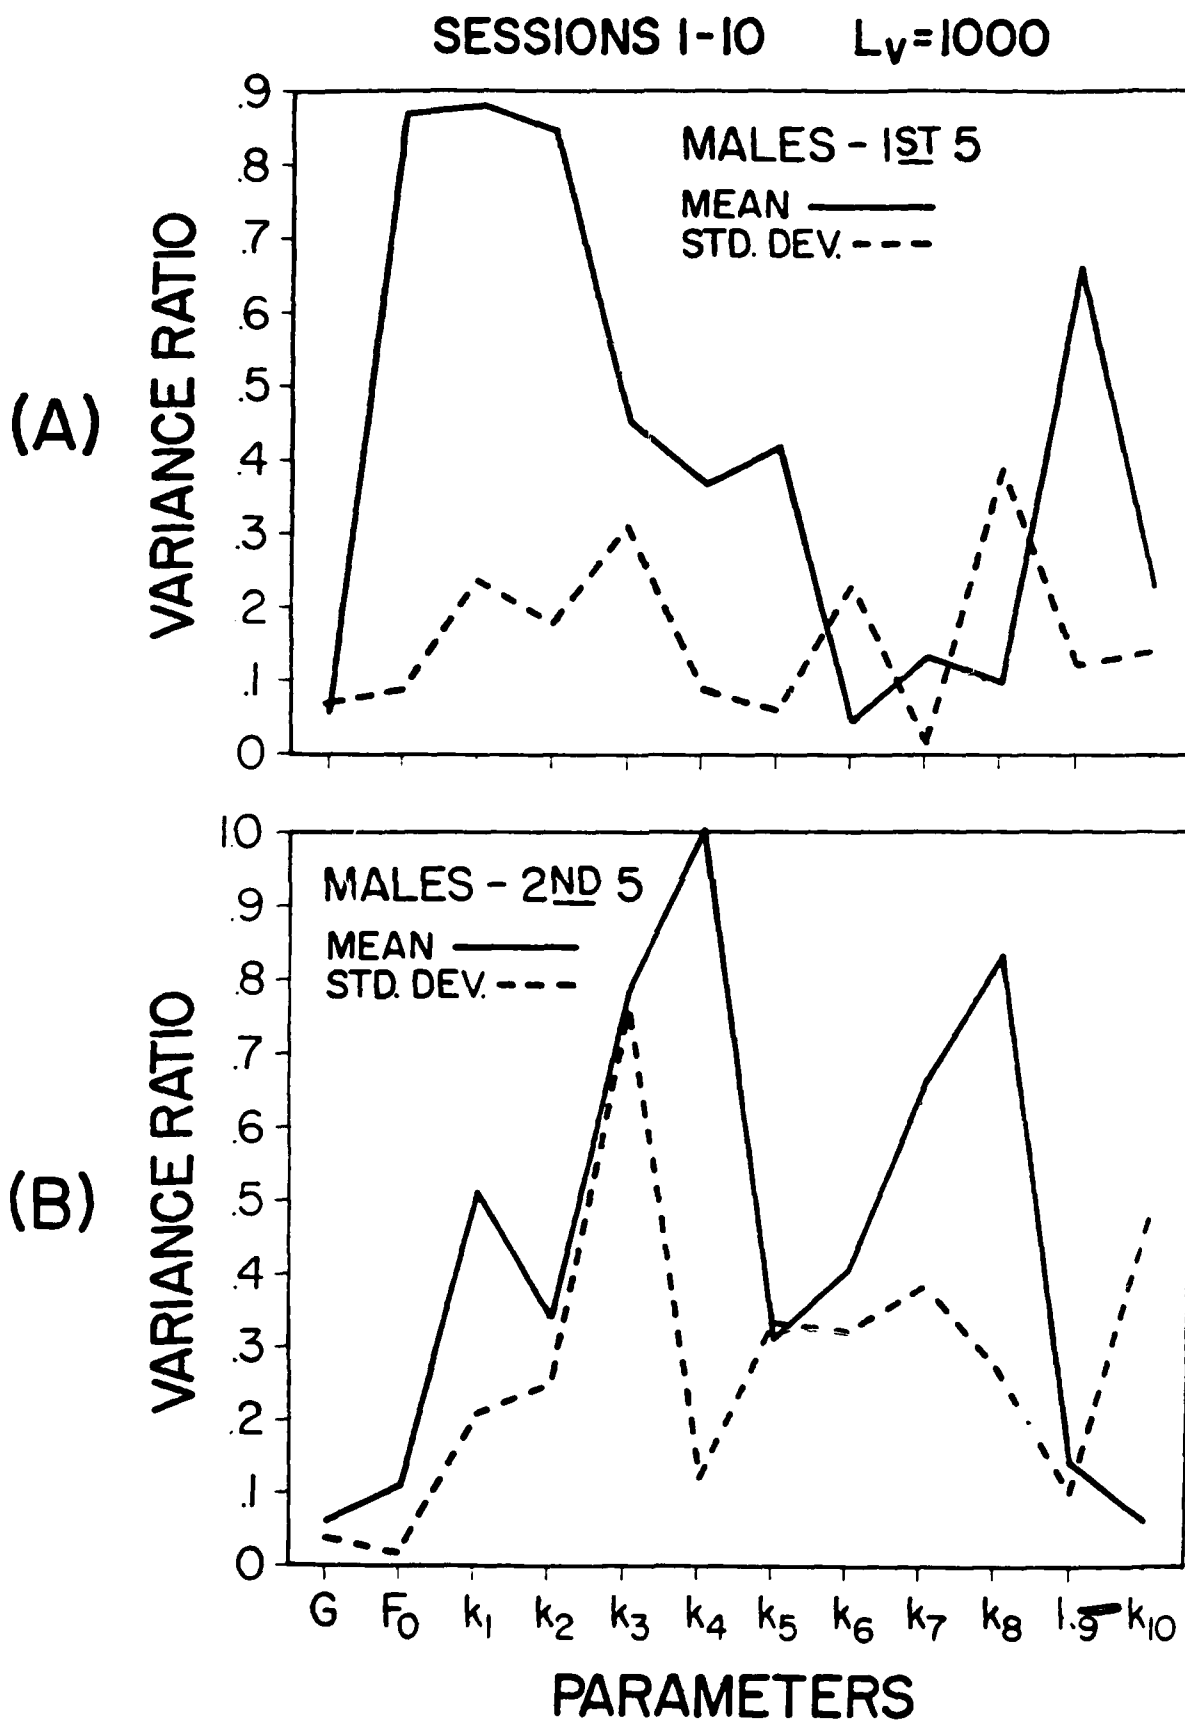 SESSIONS 1-10 Lv=1000
(A)
VARIANCE RATIO
.9
.8
.7
.6
.5
.4
.3
.2
.1
0
MALES - 1ST 5
MEAN
STD. DEV.
(B)
VARIANCE RATIO
1.0
.9
.8
.7
.6
.5
.4
.3
.2
.1
0
MALES - 2ND 5
MEAN
STD. DEV.
G F0 k1 k2 k3 k4 k5 k6 k7 k8 1.9 k10
PARAMETERS